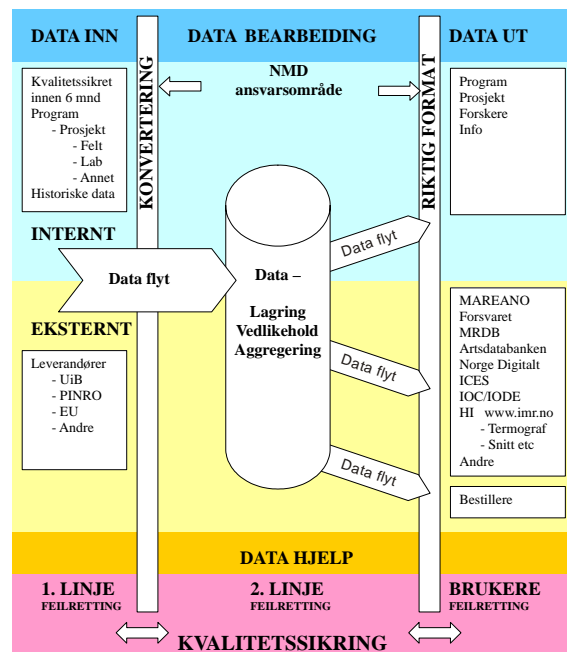 DATA INN
DATA BEARBEIDING
DATA UT
KONVERTERING
NMD
ansvarsområde
RIKTIG FORMAT
Kvalitetssikret
innen 6 mnd
Program
- Prosjekt
- Felt
- Lab
- Annet
Historiske data
Program
Prosjekt
Forskere
Info
INTERNT
Data flyt
Data –
Lagring
Vedlikehold
Aggregering
Data flyt
Data flyt
Data flyt
EKSTERNT
Leverandører
- UiB
- PINRO
- EU
- Andre
MAREANO
Forsvaret
MRDB
Artsdatabanken
Norge Digitalt
ICES
IOC/IODE
HI www.imr.no
- Termograf
- Snitt etc
Andre
Bestillere
DATA HJELP
1. LINJE
FEILRETTING
2. LINJE
FEILRETTING
BRUKERE
FEILRETTING
KVALITETSSIKRING